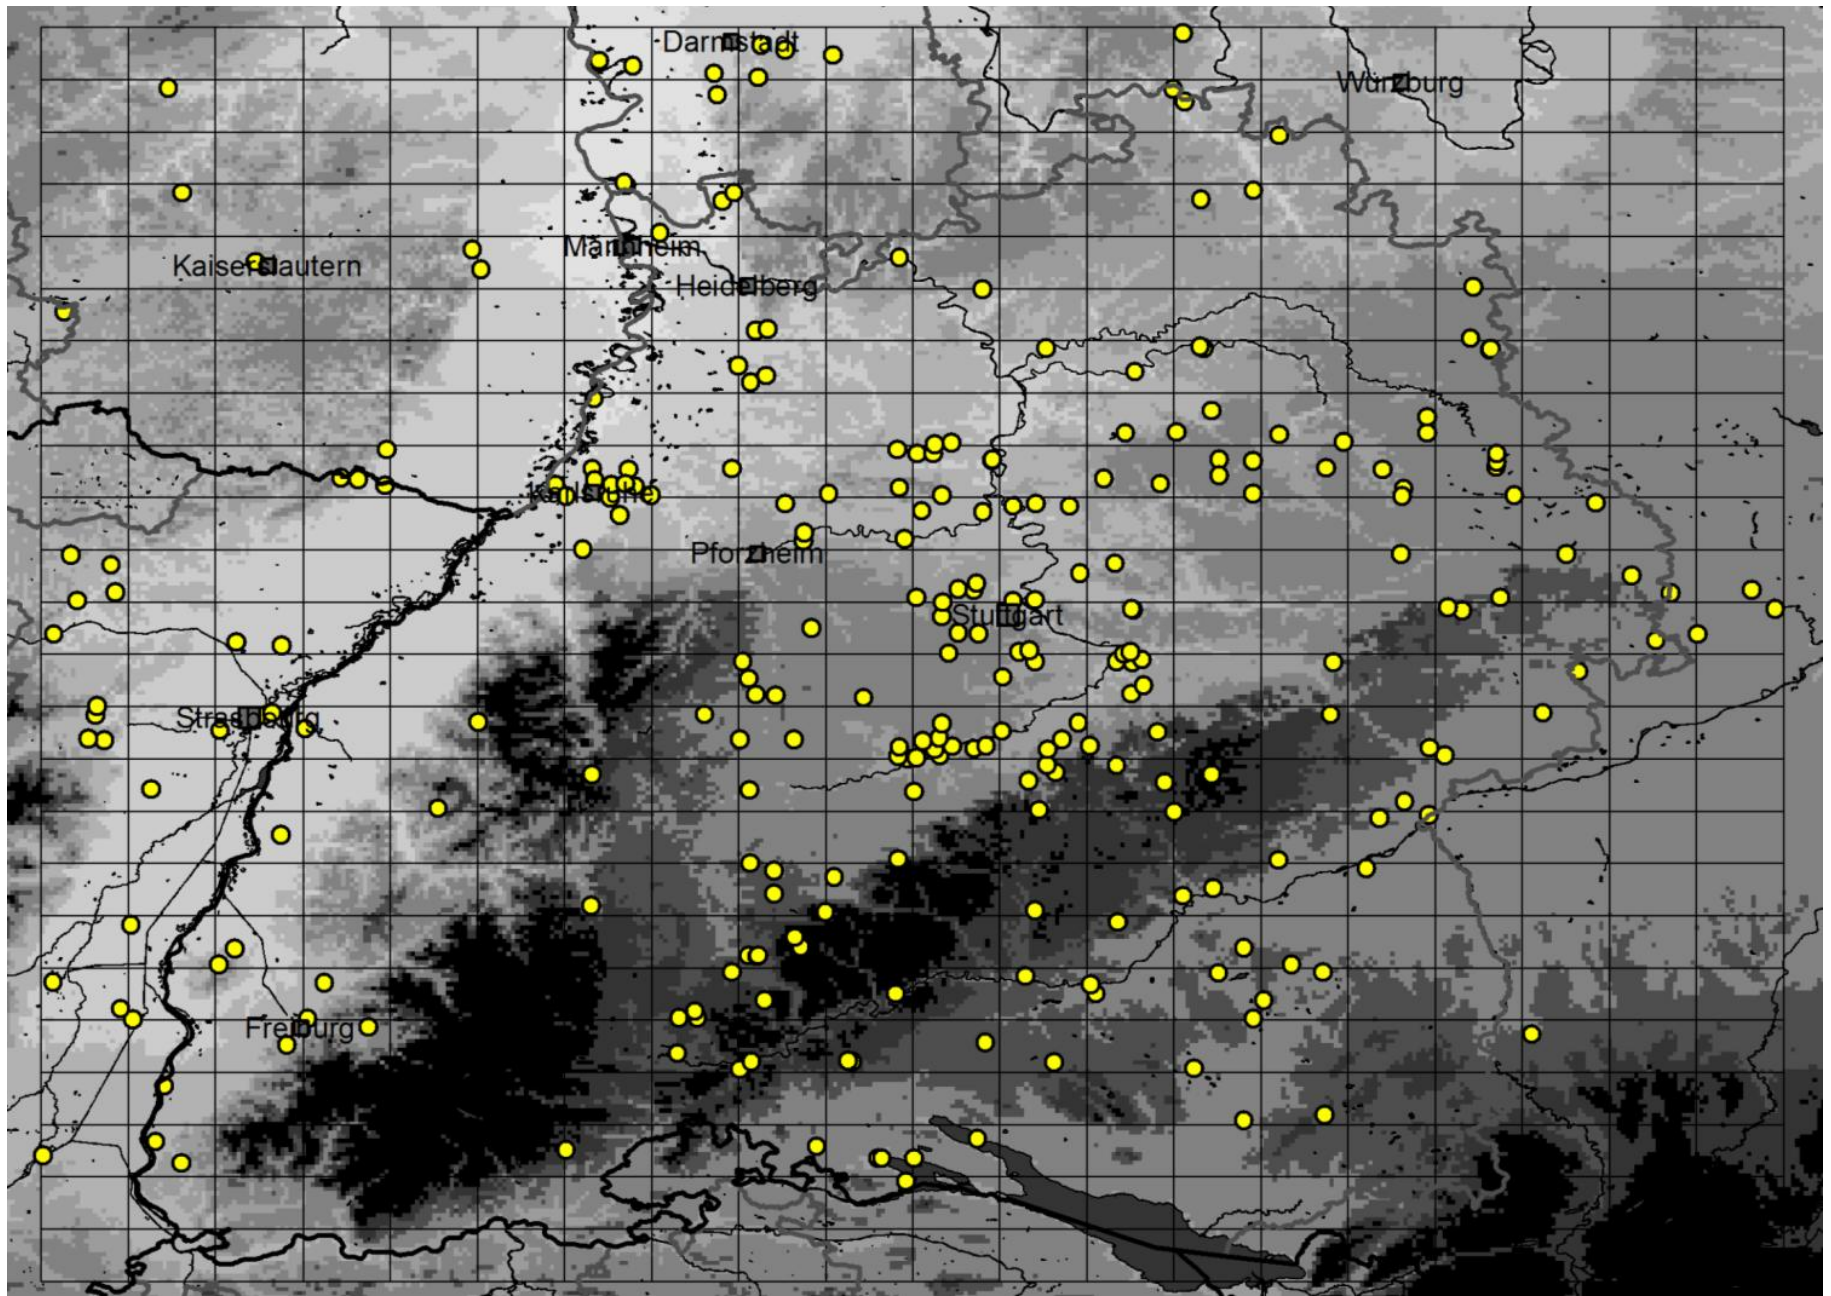 Darmstadt
Würzburg
Mannheim
Kaiserslautern
Heidelberg
Karlsruhe
Pforzheim
Stuttgart
Strasbourg
Freiburg